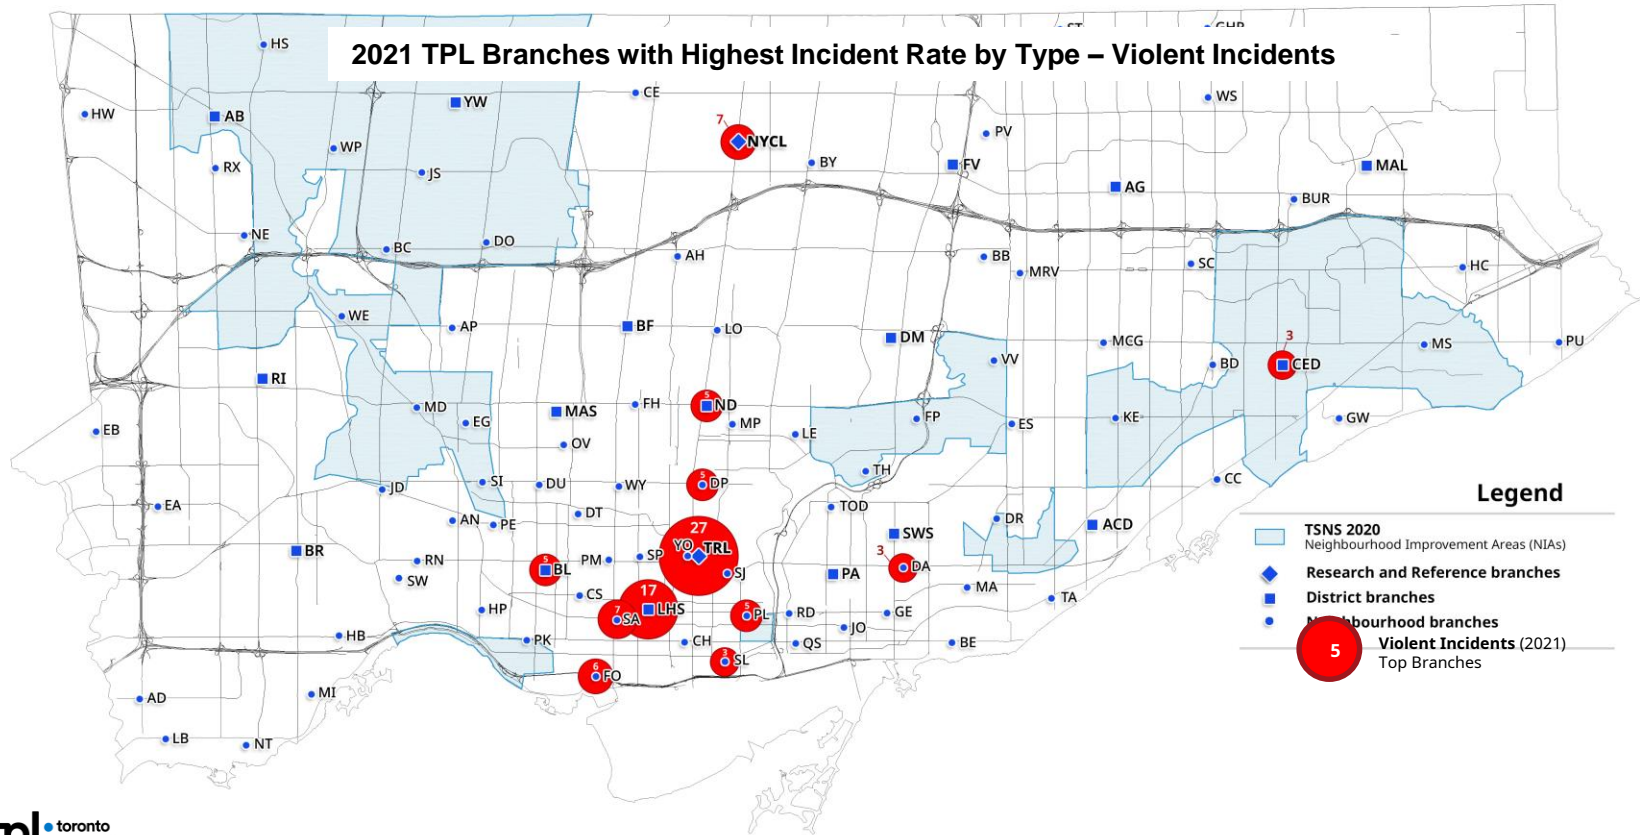 2021 TPL Branches with Highest Incident Rate by Type – Violent Incidents
HS
CE
WS
HW
AB
YW
7
NYCL
PV
WP
BY
FV
MAL
RX
JS
AG
BUR
NE
BC
DO
AH
BB
MRV
SC
HC
WE
AP
BF
LO
DM
MCG
3
MS
PU
VV
BD
CED
RI
MD
EG
MAS
FH
5
ND
MP
FP
ES
KE
GW
EB
OV
LE
TH
JD
SI
DU
WY
5
DP
CC
EA
AN
PE
DT
TOD
DR
ACD
Legend
TSNS 2020
Neighbourhood Improvement Areas (NIAs)
Research and Reference branches
District branches
bourhood branches
5
Violent Incidents (2021)
Top Branches
27
YO
TRL
SWS
BR
RN
SW
5
BL
PM
SP
SJ
PA
3
DA
MA
TA
HP
CS
17
LHS
7
SA
5
PL
RD
GE
JO
HB
PK
CH
QS
BE
3
SL
6
FO
AD
MI
LB
NT
toronto